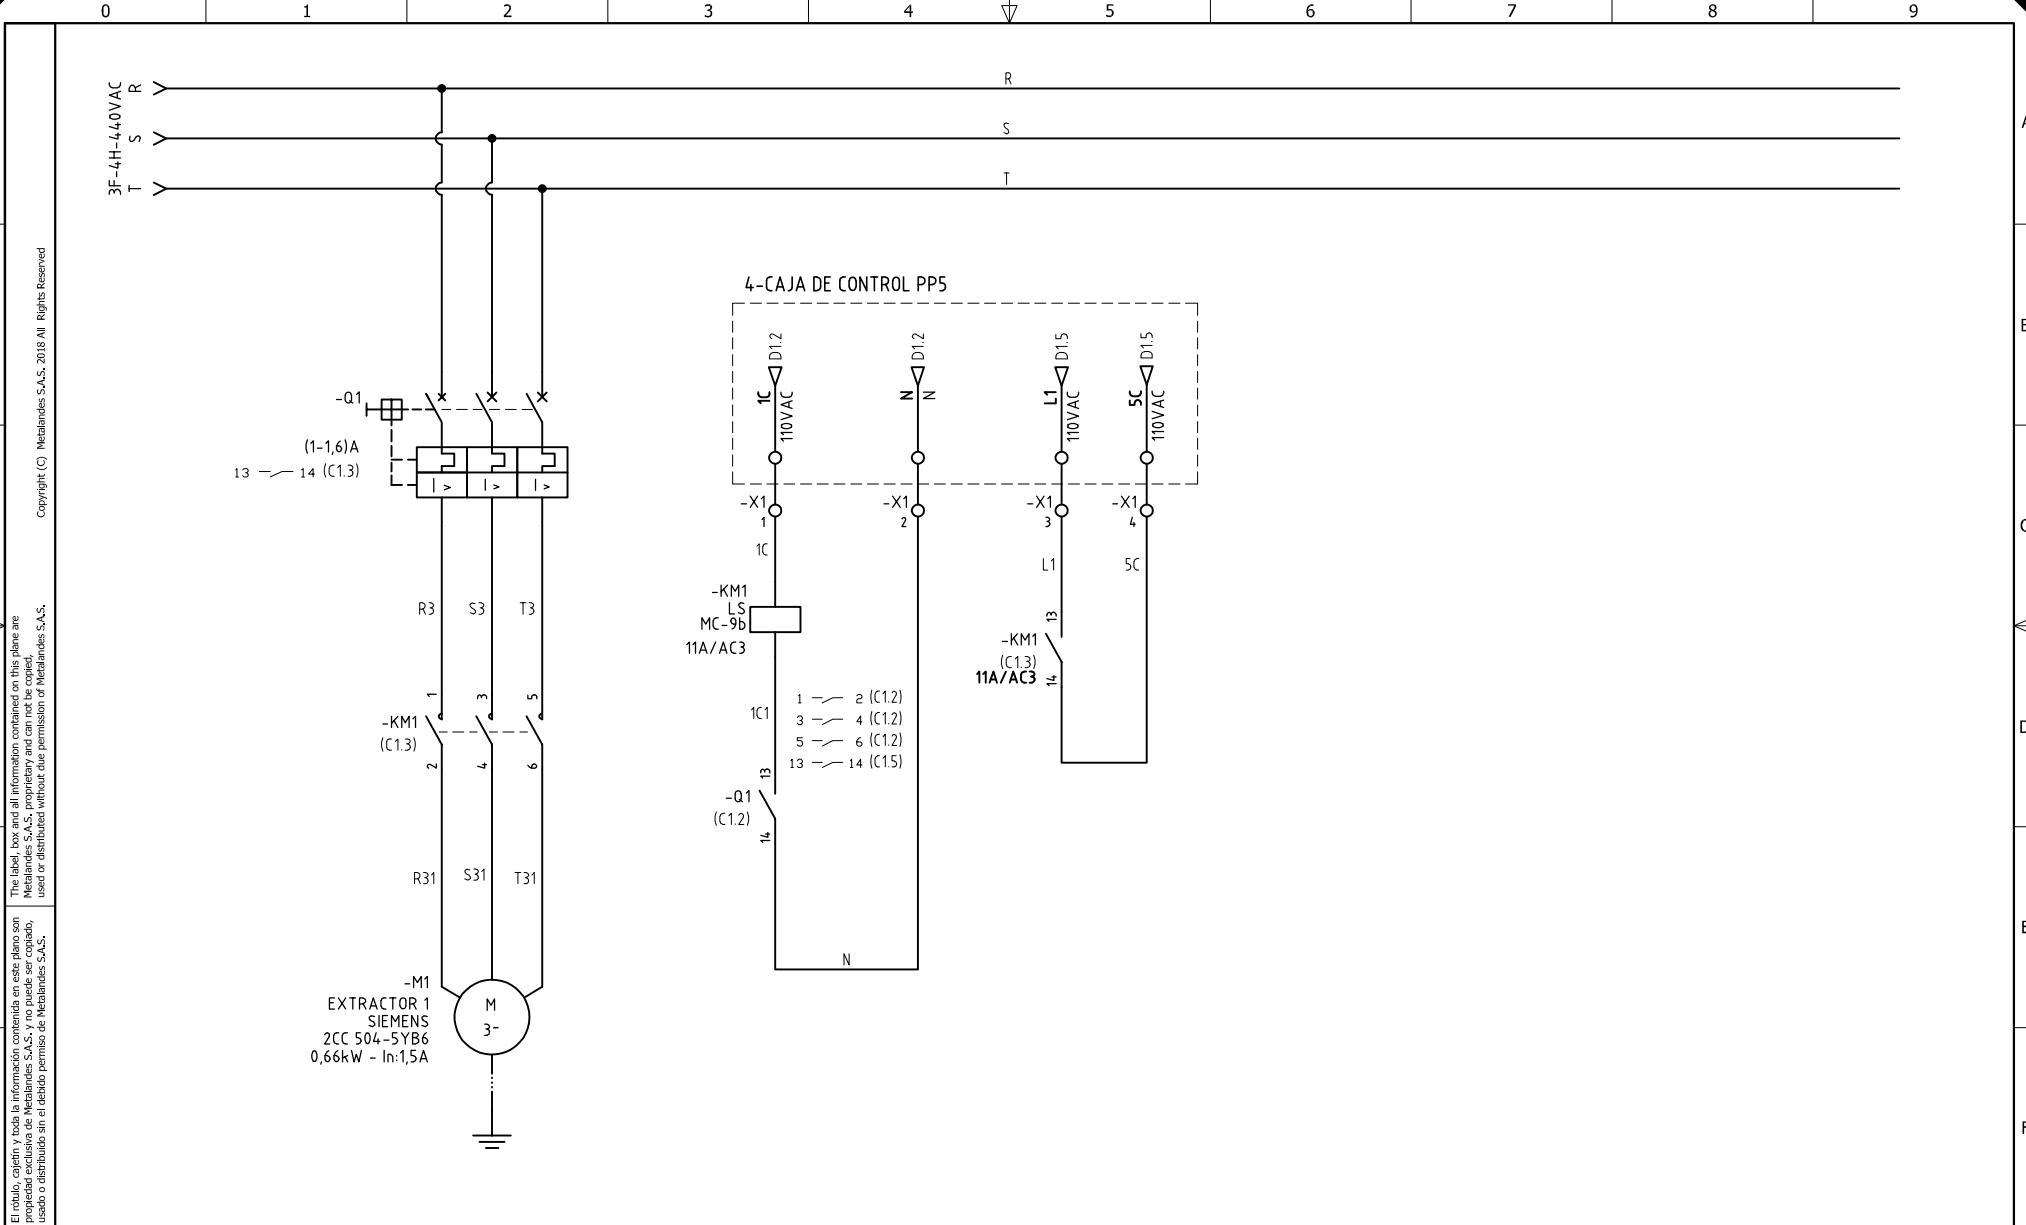 0 1 2 3 4 5 6 7 8 9
3F-4H-440VAC
R
S
T
R
S
T
4-CAJA DE CONTROL PP5
D1.2
D1.2
D1.5
D1.5
1C
110VAC
N
N
L1
110VAC
5C
110VAC
-Q1
(1-1,6)A
13 14 (C1.3)
I >
I >
I >
-X1
1
-X1
2
-X1
3
-X1
4
1C
L1
5C
-KM1
LS
MC-9b
11A/AC3
R3
S3
T3
13
-KM1
(C1.3)
11A/AC3
14
1
3
5
-KM1
(C1.3)
2
4
6
1C1
1 2 (C1.2)
3 4 (C1.2)
5 6 (C1.2)
13 14 (C1.5)
13
-Q1
(C1.2)
14
R31
S31
T31
N
-M1
EXTRACTOR 1
SIEMENS
2CC 504-5YB6
0,66kW - In:1,5A
M
3~
Copyright (C) Metalandes S.A.S. 2018 All Rights Reserved
The label, box and all information contained on this plane are
Metalandes S.A.S. proprietary and can not be copied,
used or distributed without due permission of Metalandes S.A.S.
El rótulo, cajetín y toda la información contenida en este plano son
propiedad exclusiva de Metalandes S.A.S. y no puede ser copiado,
usado o distribuido sin el debido permiso de Metalandes S.A.S.